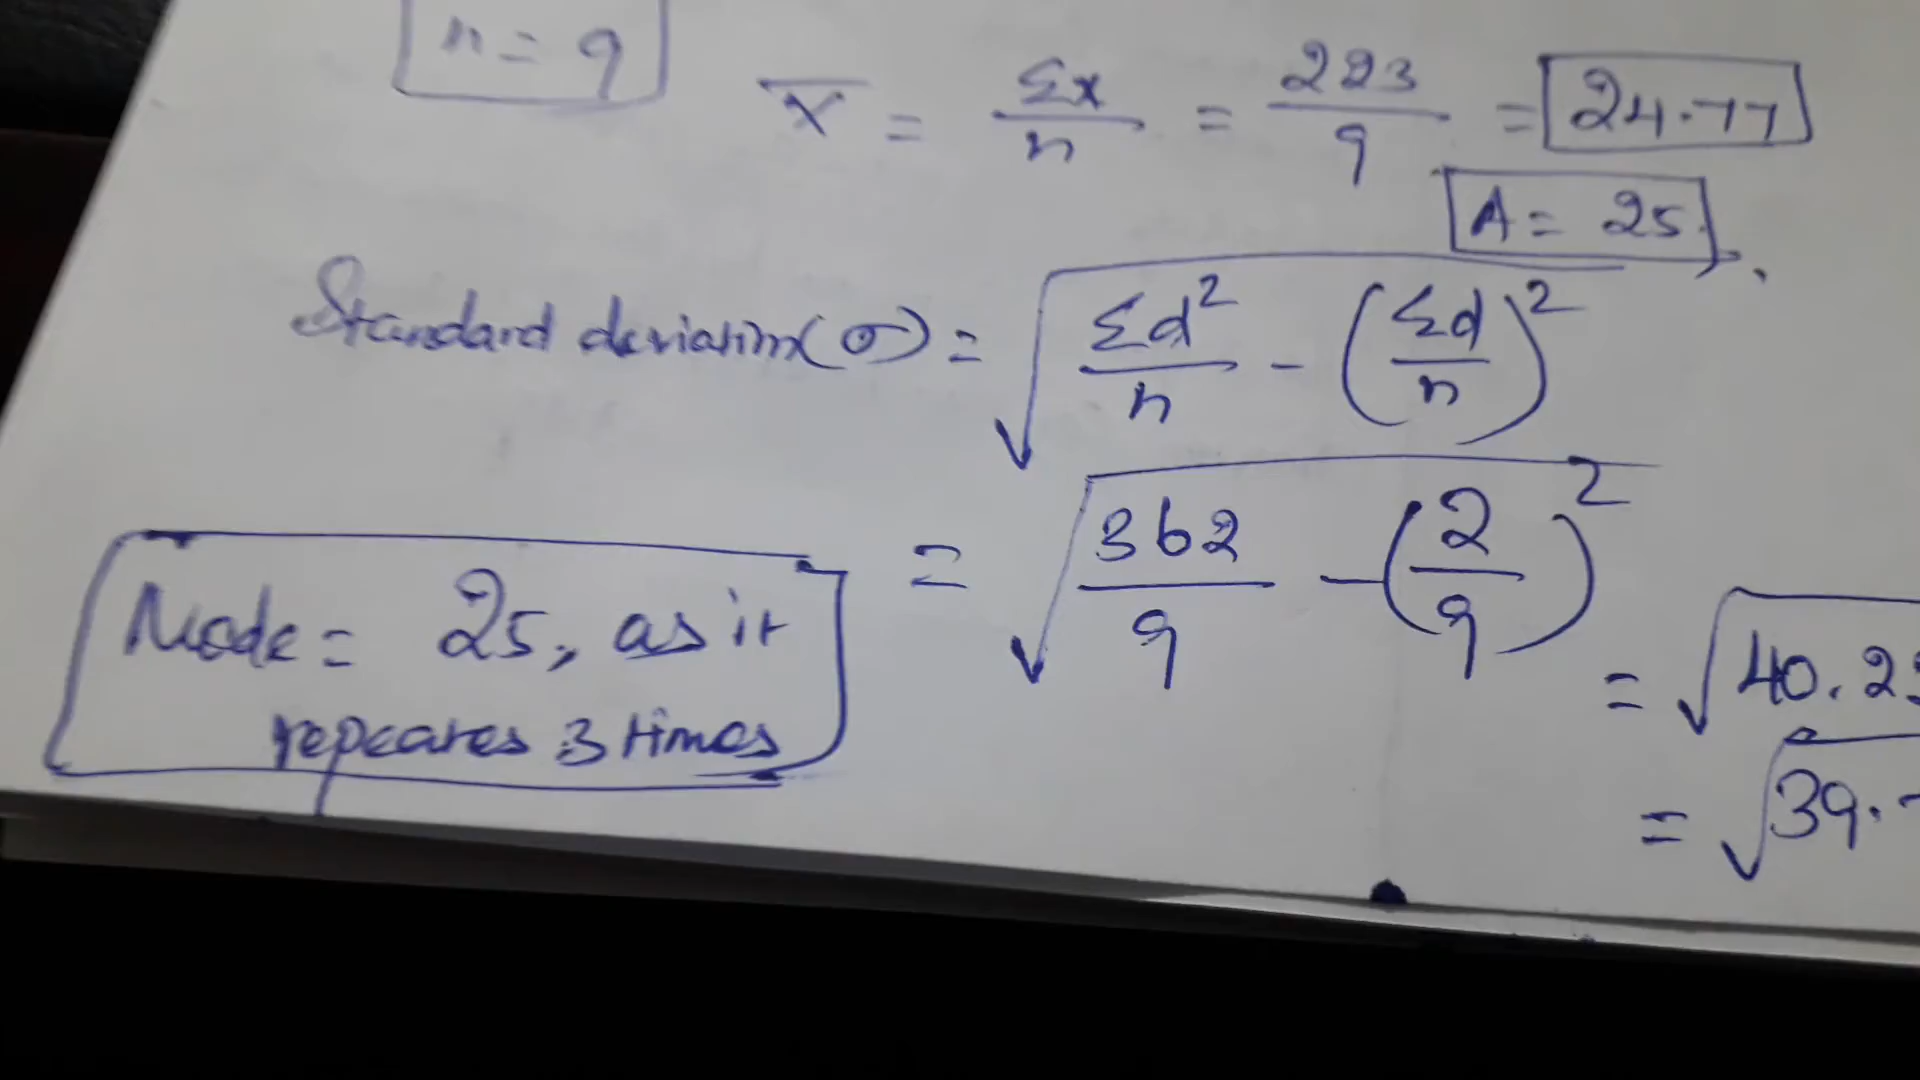 n = 9
X̅ = Σx/n = 223/9 = 24.77
A = 25
Standard deviation(σ) = √(Σd²/n - (Σd/n)²)
= √(362/9 - (2/9)²)
Mode = 25, as it
repeates 3 times
= √40.2
= √39.